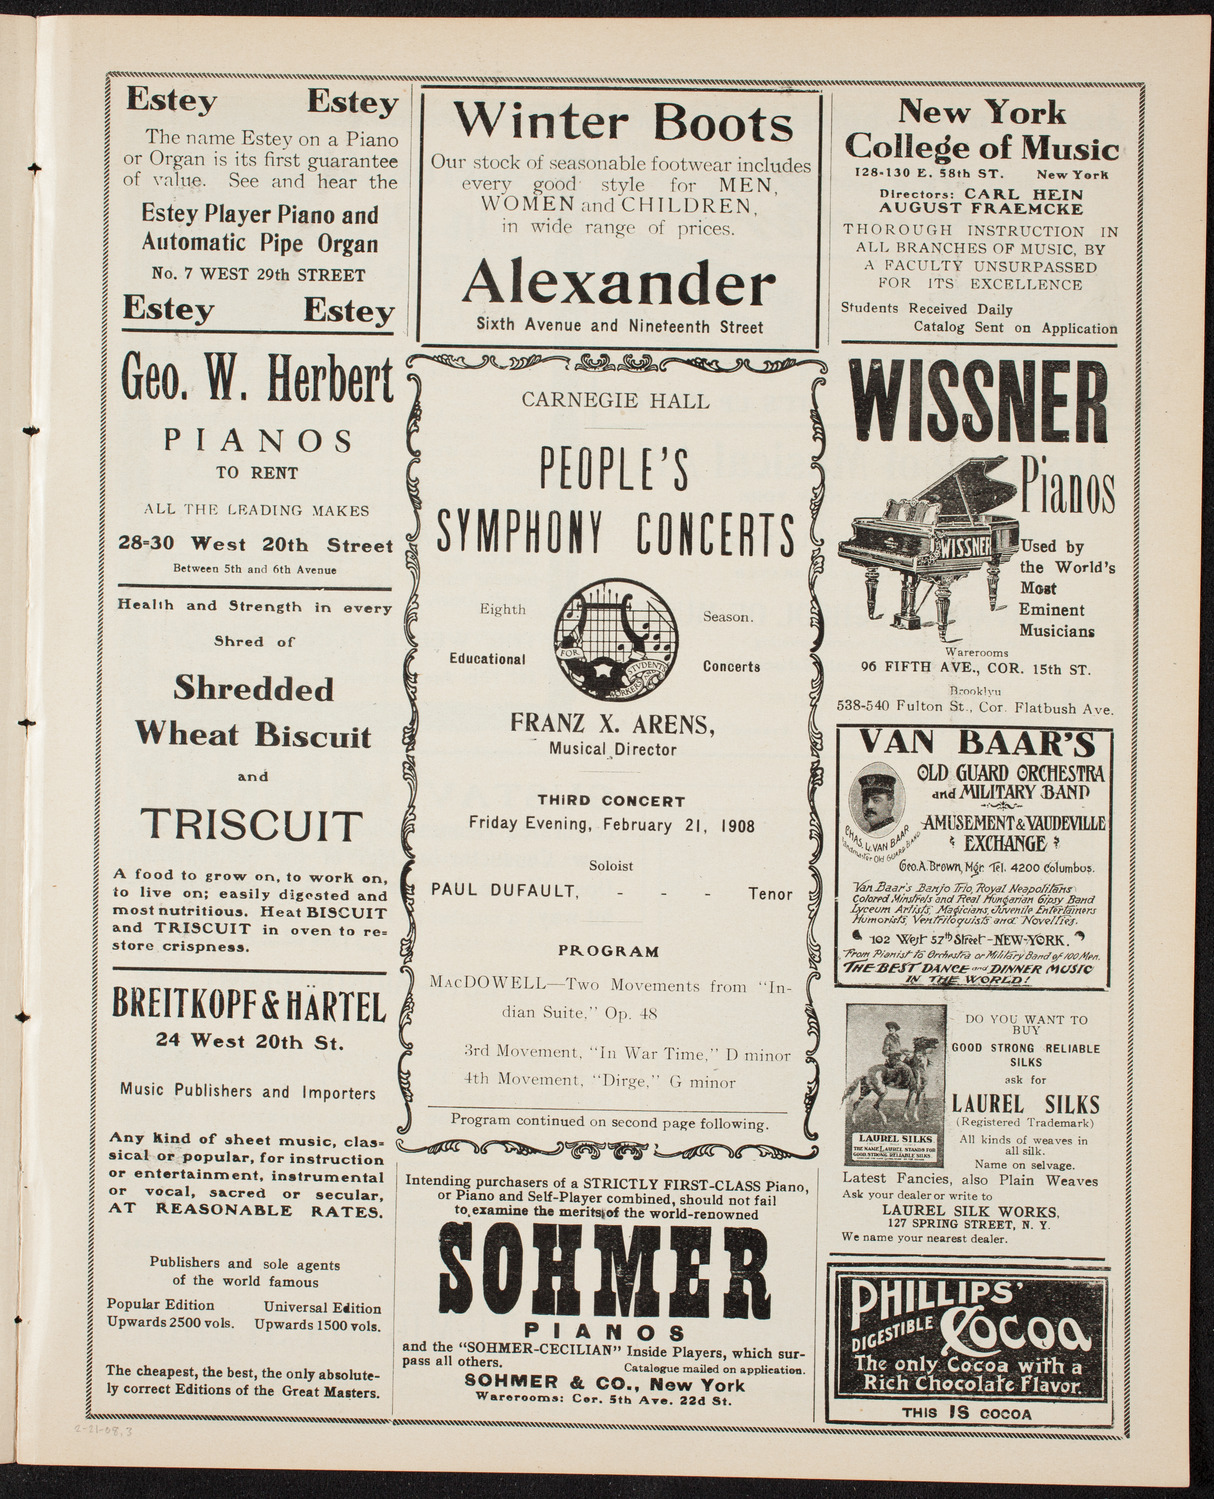 Estey Estey
The name Estey on a Piano
or Organ is its first guarantee
of value. See and hear the
Estey Player Piano and
Automatic Pipe Organ
No. 7 WEST 29th STREET
Estey Estey
Geo. W. Herbert
PIANOS
TO RENT
ALL THE LEADING MAKES
28=30 West 20th Street
Between 5th and 6th Avenue
Health and Strength in every
Shred of
Shredded
Wheat Biscuit
and
TRISCUIT
A food to grow on, to work on,
to live on; easily digested and
most nutritious. Heat BISCUIT
and TRISCUIT in oven to re=
store crispness.
BREITKOPF & HÄRTEL
24 West 20th St.
Music Publishers and Importers
Any kind of sheet music, clas=
sical or popular, for instruction
or entertainment, instrumental
or vocal, sacred or secular,
AT REASONABLE RATES.
Publishers and sole agents
of the world famous
Popular Edition Universal Edition
Upwards 2500 vols. Upwards 1500 vols.
The cheapest, the best, the only absolute-
ly correct Editions of the Great Masters.
2-21-08.3
Winter Boots
Our stock of seasonable footwear includes
every good style for MEN,
WOMEN and CHILDREN,
in wide range of prices.
Alexander
Sixth Avenue and Nineteenth Street
CARNEGIE HALL
PEOPLE'S
SYMPHONY CONCERTS
Eighth Season.
FOR STUDENTS WORKERS
Educational Concerts
FRANZ X. ARENS,
Musical Director
THIRD CONCERT
Friday Evening, February 21, 1908
Soloist
PAUL DUFAULT, - - - Tenor
PROGRAM
MACDOWELL—Two Movements from "In-
dian Suite," Op. 48
3rd Movement, "In War Time," D minor
4th Movement, "Dirge," G minor
Program continued on second page following.
Intending purchasers of a STRICTLY FIRST-CLASS Piano,
or Piano and Self-Player combined, should not fail
to examine the merits of the world-renowned
SOHMER
PIANOS
and the "SOHMER-CECILIAN" Inside Players, which sur-
pass all others. Catalogue mailed on application.
SOHMER & CO., New York
Warerooms: Cor. 5th Ave. 22d St.
New York
College of Music
128-130 E. 58th ST. New York
Directors: CARL HEIN
AUGUST FRAEMCKE
THOROUGH INSTRUCTION IN
ALL BRANCHES OF MUSIC, BY
A FACULTY UNSURPASSED
FOR ITS EXCELLENCE
Students Received Daily
Catalog Sent on Application
WISSNER
Pianos
WISSNER
Used by
the World's
Most
Eminent
Musicians
Warerooms
96 FIFTH AVE., COR. 15th ST.
Brooklyn
538-540 Fulton St., Cor. Flatbush Ave.
VAN BAAR'S
OLD GUARD ORCHESTRA
and MILITARY BAND
CHAS. L. VAN BAAR
Bandmaster Old Guard Band
AMUSEMENT & VAUDEVILLE
EXCHANGE
Geo. A. Brown, Mgr. Tel. 4200 Columbus.
Van Baar's Banjo Trio, Royal Neapolitans
Colored Minstrels and Real Hungarian Gipsy Band
Lyceum Artists, Magicians, Juvenile Entertainers
Humorists, Ventriloquists and Novelties.
102 West 57th Street-NEW-YORK.
From Pianist to Orchestra or Military Band of 100 Men.
THE BEST DANCE and DINNER MUSIC
IN THE WORLD!
DO YOU WANT TO
BUY
GOOD STRONG RELIABLE
SILKS
ask for
LAUREL SILKS
(Registered Trademark)
All kinds of weaves in
all silk.
Name on selvage.
LAUREL SILKS
THE NAME LAUREL STANDS FOR
GOOD STRONG RELIABLE SILKS
Latest Fancies, also Plain Weaves
Ask your dealer or write to
LAUREL SILK WORKS,
127 SPRING STREET, N. Y.
We name your nearest dealer.
PHILLIPS'
DIGESTIBLE Cocoa
The only Cocoa with a
Rich Chocolate Flavor.
THIS IS COCOA